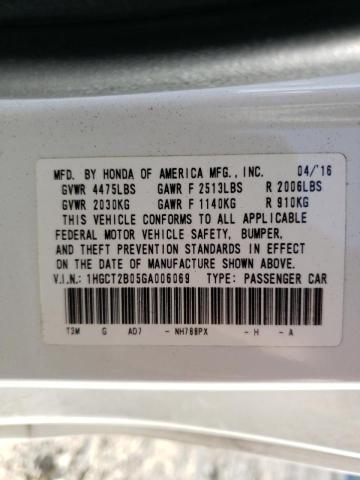 MFD. BY HONDA OF AMERICA MFG., INC. 04/'16
GVWR 4475LBS GAWR F 2513LBS R 2006LBS
GVWR 2030KG GAWR F 1140KG R 910KG
THIS VEHICLE CONFORMS TO ALL APPLICABLE
FEDERAL MOTOR VEHICLE SAFETY, BUMPER,
AND THEFT PREVENTION STANDARDS IN EFFECT
ON THE DATE OF MANUFACTURE SHOWN ABOVE.
V.I.N.: 1HGCT2B05GA006069 TYPE: PASSENGER CAR
T3M G AD7 - NH788PX - H - A